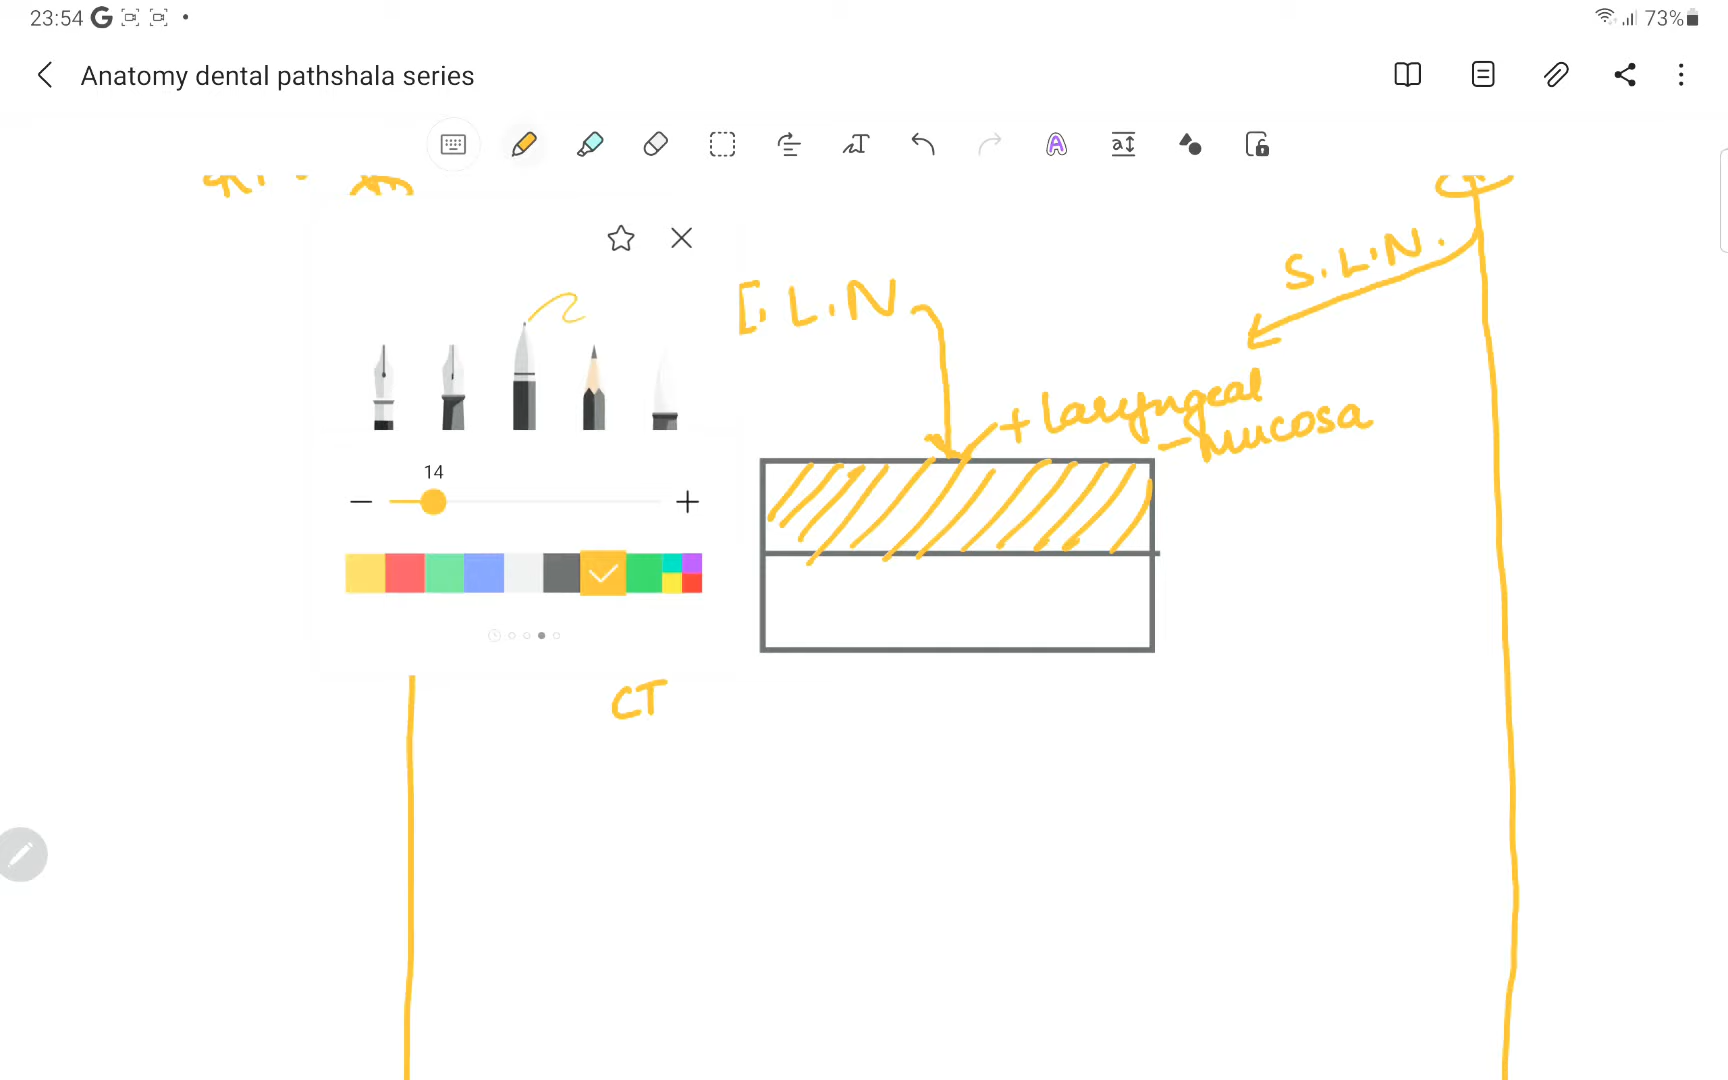 23:54 G 73%
Anatomy dental pathshala series
S.L.N.
I.L.N
+ Laryngeal
mucosa
14
CT